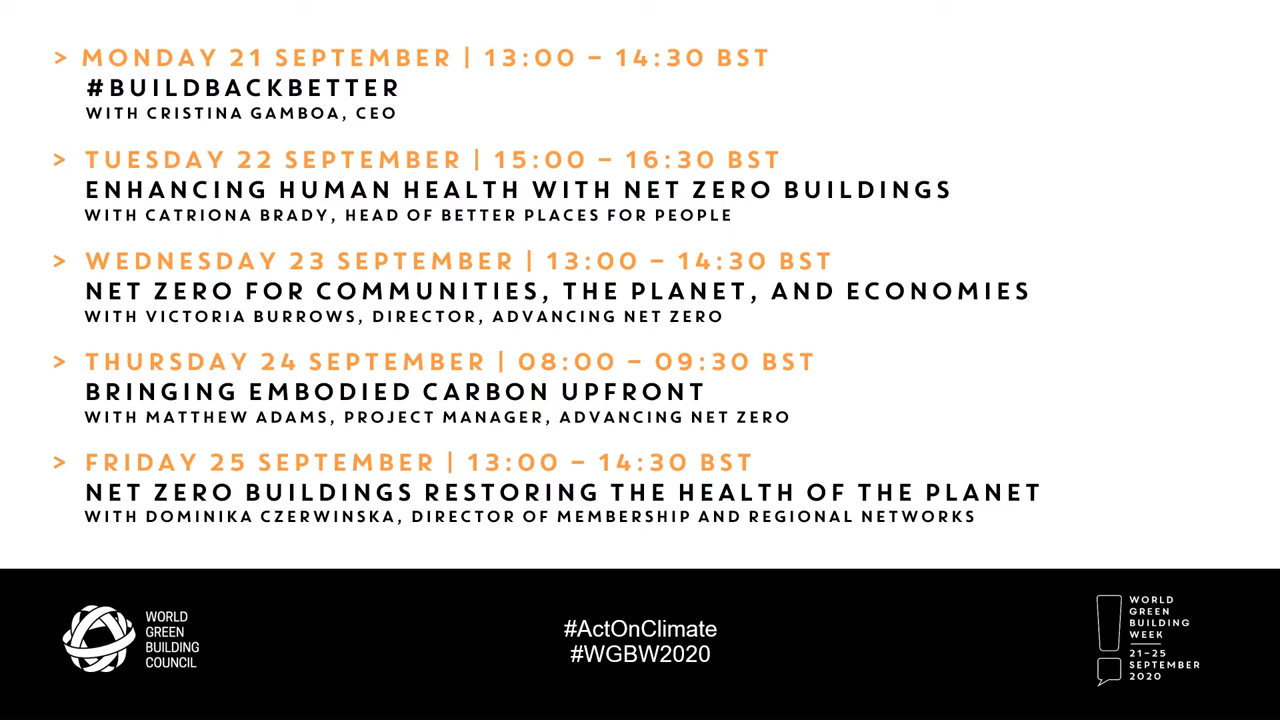 > MONDAY 21 SEPTEMBER | 13:00 – 14:30 BST
#BUILDBACKBETTER
WITH CRISTINA GAMBOA, CEO
> TUESDAY 22 SEPTEMBER | 15:00 – 16:30 BST
ENHANCING HUMAN HEALTH WITH NET ZERO BUILDINGS
WITH CATRIONA BRADY, HEAD OF BETTER PLACES FOR PEOPLE
> WEDNESDAY 23 SEPTEMBER | 13:00 – 14:30 BST
NET ZERO FOR COMMUNITIES, THE PLANET, AND ECONOMIES
WITH VICTORIA BURROWS, DIRECTOR, ADVANCING NET ZERO
> THURSDAY 24 SEPTEMBER | 08:00 – 09:30 BST
BRINGING EMBODIED CARBON UPFRONT
WITH MATTHEW ADAMS, PROJECT MANAGER, ADVANCING NET ZERO
> FRIDAY 25 SEPTEMBER | 13:00 – 14:30 BST
NET ZERO BUILDINGS RESTORING THE HEALTH OF THE PLANET
WITH DOMINIKA CZERWINSKA, DIRECTOR OF MEMBERSHIP AND REGIONAL NETWORKS
WORLD
GREEN
BUILDING
COUNCIL
#ActOnClimate
#WGBW2020
WORLD
GREEN
BUILDING
WEEK
21–25
SEPTEMBER
2020